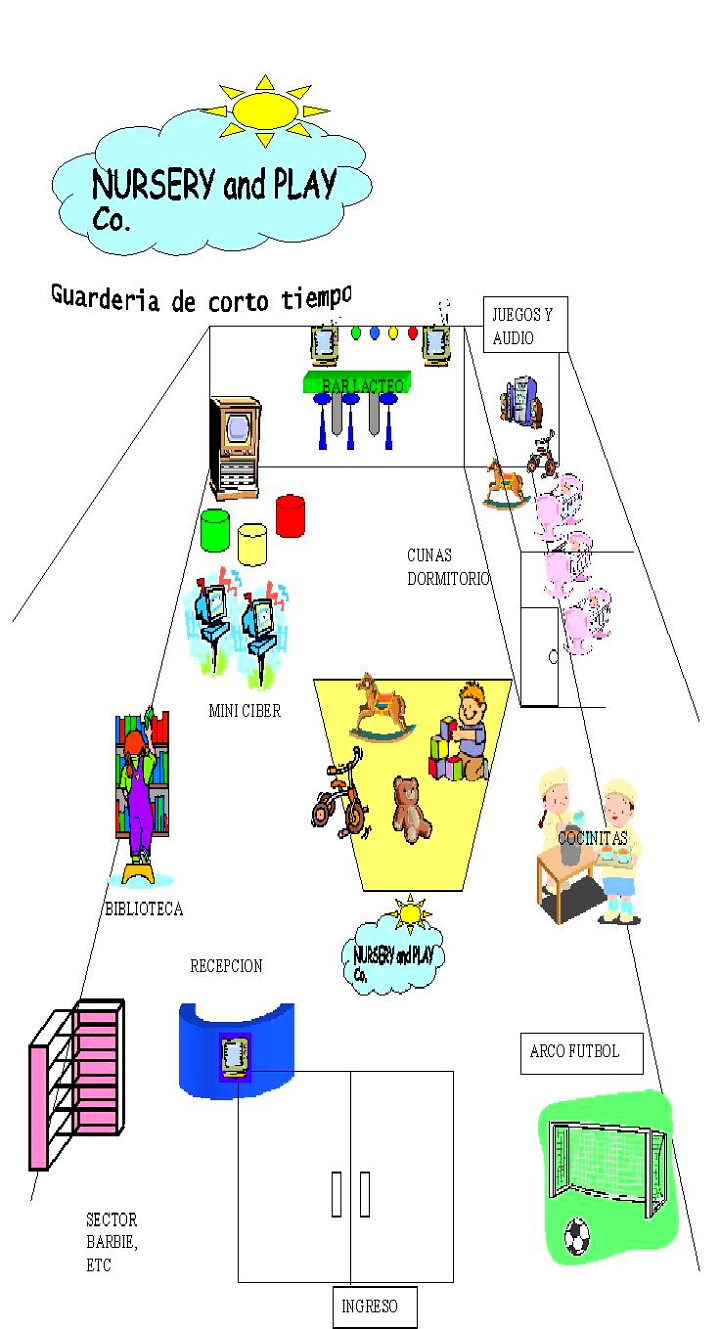 NURSERY and PLAY
Co.
Guarderia de corto tiempo
JUEGOS Y
AUDIO
BAR LACTEO
CUNAS
DORMITORIO
MINI CIBER
COCINITAS
BIBLIOTECA
NURSERY and PLAY
Co.
RECEPCION
ARCO FUTBOL
SECTOR
BARBIE,
ETC
INGRESO